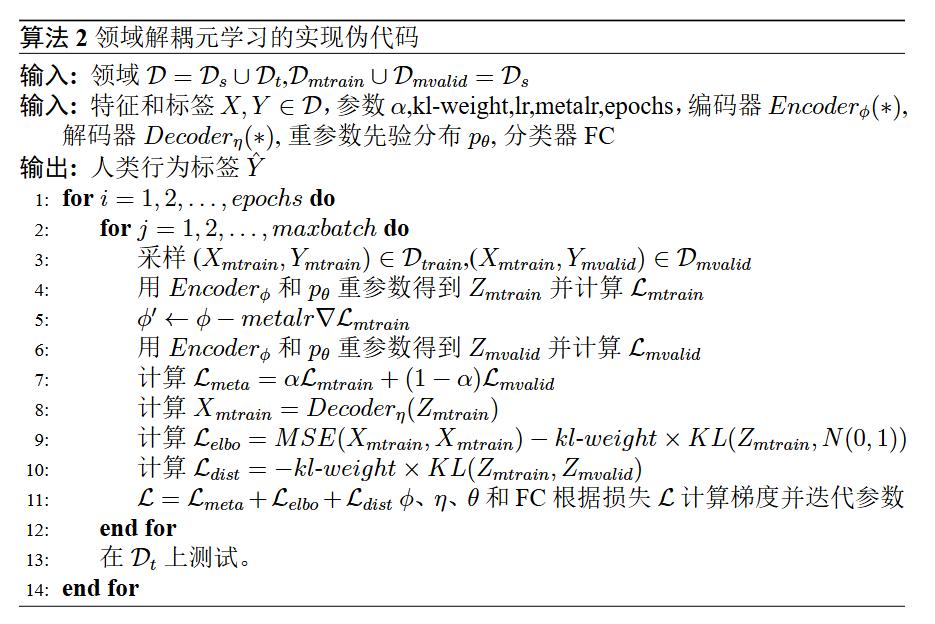 算法 2 领域解耦元学习的实现伪代码
输入: 领域 $\mathcal{D} = \mathcal{D}_s \cup \mathcal{D}_t$,$\mathcal{D}_{mtrain} \cup \mathcal{D}_{mvalid} = \mathcal{D}_s$
输入: 特征和标签 $X, Y \in \mathcal{D}$, 参数 $\alpha$,kl-weight,lr,metalr,epochs, 编码器 $Encoder_\phi(*)$,
解码器 $Decoder_\eta(*)$, 重参数先验分布 $p_\theta$, 分类器 FC
输出: 人类行为标签 $\hat{Y}$
1: for $i = 1, 2, \ldots, epochs$ do
2: for $j = 1, 2, \ldots, maxbatch$ do
3: 采样 $(X_{mtrain}, Y_{mtrain}) \in \mathcal{D}_{train}$,$(X_{mtrain}, Y_{mvalid}) \in \mathcal{D}_{mvalid}$
4: 用 $Encoder_\phi$ 和 $p_\theta$ 重参数得到 $Z_{mtrain}$ 并计算 $\mathcal{L}_{mtrain}$
5: $\phi' \leftarrow \phi - metalr\nabla\mathcal{L}_{mtrain}$
6: 用 $Encoder_\phi$ 和 $p_\theta$ 重参数得到 $Z_{mvalid}$ 并计算 $\mathcal{L}_{mvalid}$
7: 计算 $\mathcal{L}_{meta} = \alpha\mathcal{L}_{mtrain} + (1 - \alpha)\mathcal{L}_{mvalid}$
8: 计算 $X_{mtrain} = Decoder_\eta(Z_{mtrain})$
9: 计算 $\mathcal{L}_{elbo} = MSE(X_{mtrain}, X_{mtrain}) - kl\text{-}weight \times KL(Z_{mtrain}, N(0, 1))$
10: 计算 $\mathcal{L}_{dist} = -kl\text{-}weight \times KL(Z_{mtrain}, Z_{mvalid})$
11: $\mathcal{L} = \mathcal{L}_{meta} + \mathcal{L}_{elbo} + \mathcal{L}_{dist}$ $\phi$、$\eta$、$\theta$ 和 FC 根据损失 $\mathcal{L}$ 计算梯度并迭代参数
12: end for
13: 在 $\mathcal{D}_t$ 上测试。
14: end for